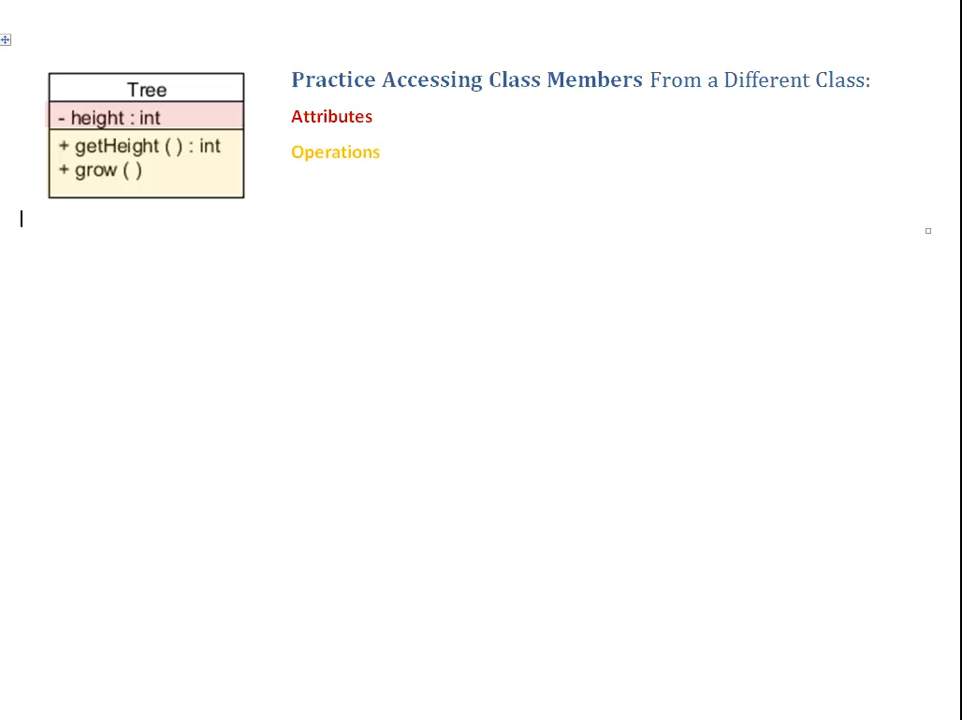 Tree
- height : int
+ getHeight ( ) : int
+ grow ( )
Practice Accessing Class Members From a Different Class:
Attributes
Operations